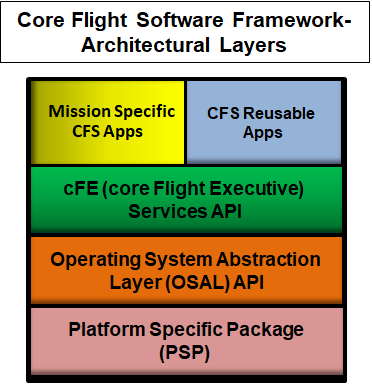 Core Flight Software Framework-
Architectural Layers
Mission Specific
CFS Apps
CFS Reusable
Apps
cFE (core Flight Executive)
Services API
Operating System Abstraction
Layer (OSAL) API
Platform Specific Package
(PSP)